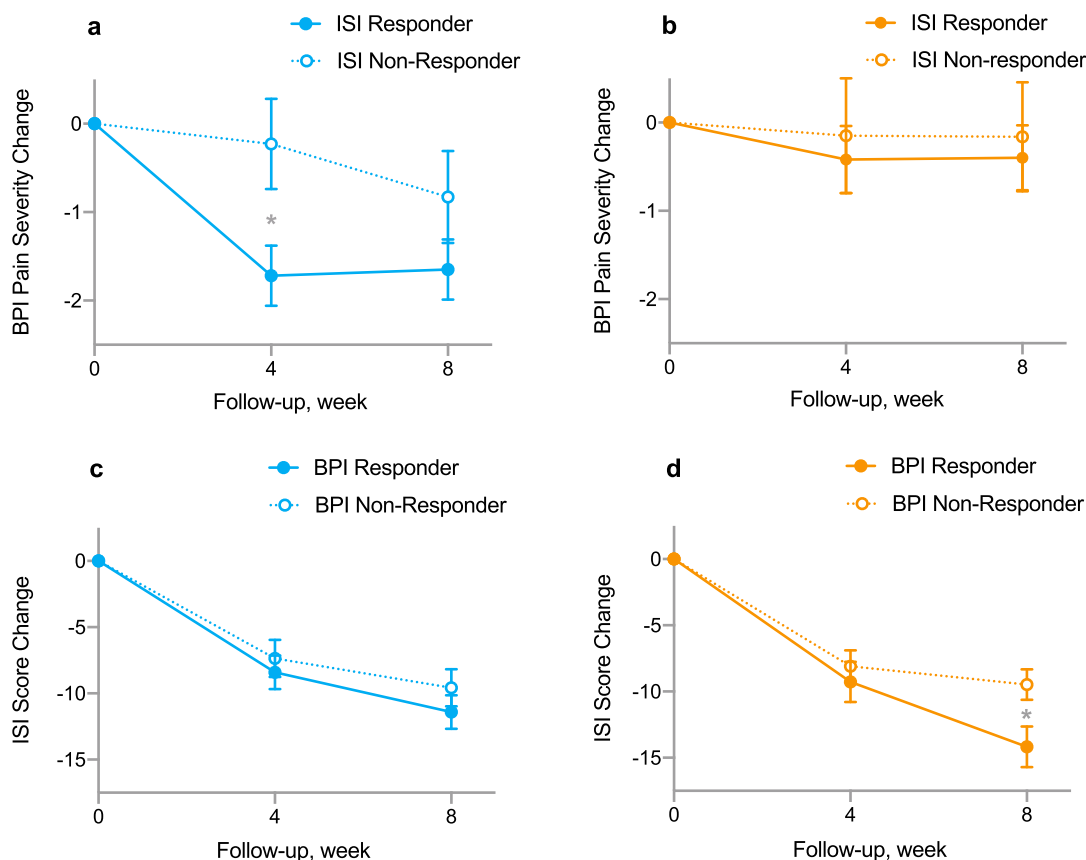 a
ISI Responder
ISI Non-Responder
BPI Pain Severity Change
0
-1
*
-2
0
4
8
Follow-up, week
b
ISI Responder
ISI Non-responder
BPI Pain Severity Change
0
-1
-2
0
4
8
Follow-up, week
c
BPI Responder
BPI Non-Responder
ISI Score Change
0
-5
-10
-15
0
4
8
Follow-up, week
d
BPI Responder
BPI Non-Responder
ISI Score Change
0
-5
-10
*
-15
0
4
8
Follow-up, week